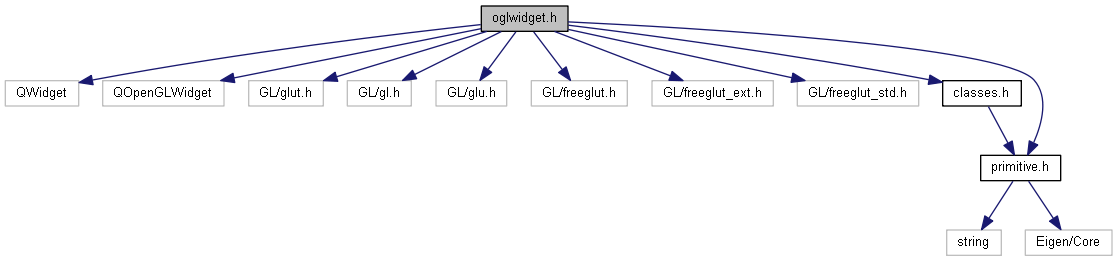 oglwidget.h
QWidget
QOpenGLWidget
GL/glut.h
GL/gl.h
GL/glu.h
GL/freeglut.h
GL/freeglut_ext.h
GL/freeglut_std.h
classes.h
primitive.h
string
Eigen/Core